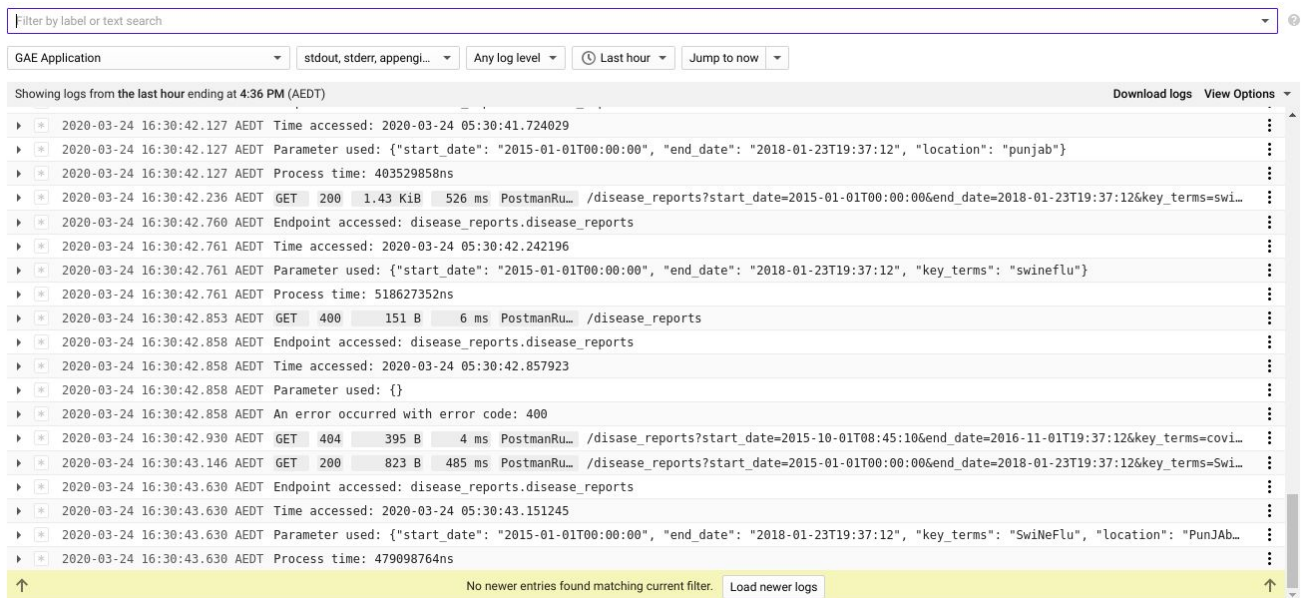 Filter by label or text search
GAE Application stdout, stderr, appengi... Any log level Last hour Jump to now
Showing logs from the last hour ending at 4:36 PM (AEDT) Download logs View Options
2020-03-24 16:30:42.127 AEDT Time accessed: 2020-03-24 05:30:41.724029
2020-03-24 16:30:42.127 AEDT Parameter used: {"start_date": "2015-01-01T00:00:00", "end_date": "2018-01-23T19:37:12", "location": "punjab"}
2020-03-24 16:30:42.127 AEDT Process time: 403529858ns
2020-03-24 16:30:42.236 AEDT GET 200 1.43 KiB 526 ms PostmanRu… /disease_reports?start_date=2015-01-01T00:00:00&end_date=2018-01-23T19:37:12&key_terms=swi…
2020-03-24 16:30:42.760 AEDT Endpoint accessed: disease_reports.disease_reports
2020-03-24 16:30:42.761 AEDT Time accessed: 2020-03-24 05:30:42.242196
2020-03-24 16:30:42.761 AEDT Parameter used: {"start_date": "2015-01-01T00:00:00", "end_date": "2018-01-23T19:37:12", "key_terms": "swineflu"}
2020-03-24 16:30:42.761 AEDT Process time: 518627352ns
2020-03-24 16:30:42.853 AEDT GET 400 151 B 6 ms PostmanRu… /disease_reports
2020-03-24 16:30:42.858 AEDT Endpoint accessed: disease_reports.disease_reports
2020-03-24 16:30:42.858 AEDT Time accessed: 2020-03-24 05:30:42.857923
2020-03-24 16:30:42.858 AEDT Parameter used: {}
2020-03-24 16:30:42.858 AEDT An error occurred with error code: 400
2020-03-24 16:30:42.930 AEDT GET 404 395 B 4 ms PostmanRu… /disase_reports?start_date=2015-10-01T08:45:10&end_date=2016-11-01T19:37:12&key_terms=covi…
2020-03-24 16:30:43.146 AEDT GET 200 823 B 485 ms PostmanRu… /disease_reports?start_date=2015-01-01T00:00:00&end_date=2018-01-23T19:37:12&key_terms=Swi…
2020-03-24 16:30:43.630 AEDT Endpoint accessed: disease_reports.disease_reports
2020-03-24 16:30:43.630 AEDT Time accessed: 2020-03-24 05:30:43.151245
2020-03-24 16:30:43.630 AEDT Parameter used: {"start_date": "2015-01-01T00:00:00", "end_date": "2018-01-23T19:37:12", "key_terms": "SwiNeFlu", "location": "PunJAb…
2020-03-24 16:30:43.630 AEDT Process time: 479098764ns
No newer entries found matching current filter. Load newer logs